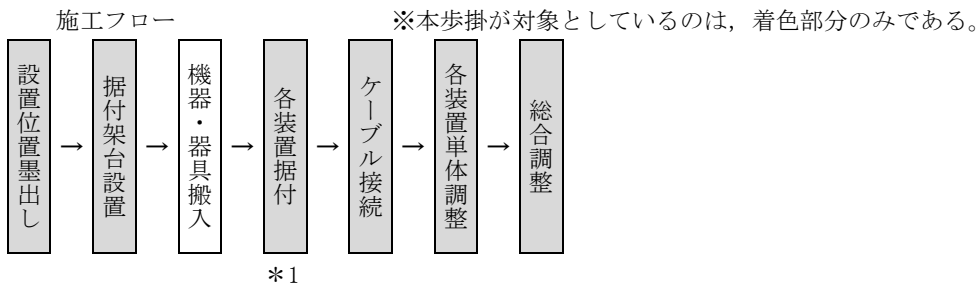 施工フロー
※本歩掛が対象としているのは，着色部分のみである。
設置位置墨出し
→
据付架台設置
→
機器・器具搬入
→
各装置据付
→
ケーブル接続
→
各装置単体調整
→
総合調整
＊1